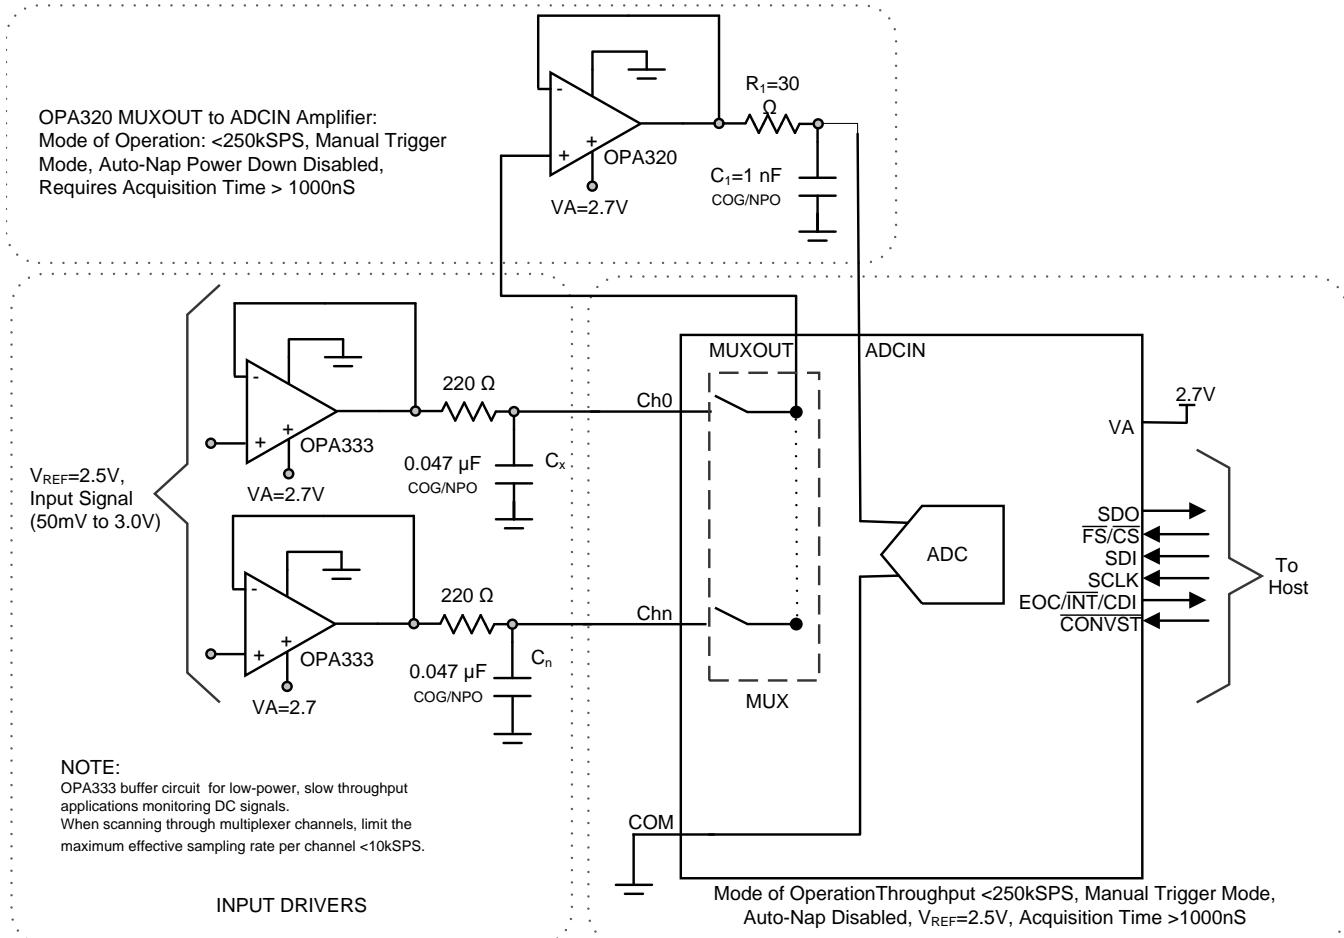 OPA320 MUXOUT to ADCIN Amplifier:
Mode of Operation: <250kSPS, Manual Trigger
Mode, Auto-Nap Power Down Disabled,
Requires Acquisition Time > 1000nS
-
+
+
OPA320
VA=2.7V
R1=30
Ω
C1=1 nF
COG/NPO
VREF=2.5V,
Input Signal
(50mV to 3.0V)
-
+
+
OPA333
VA=2.7V
220 Ω
0.047 µF
COG/NPO
Cx
-
+
+
OPA333
VA=2.7
220 Ω
0.047 µF
COG/NPO
Cn
NOTE:
OPA333 buffer circuit for low-power, slow throughput
applications monitoring DC signals.
When scanning through multiplexer channels, limit the
maximum effective sampling rate per channel <10kSPS.
INPUT DRIVERS
MUXOUT
ADCIN
Ch0
Chn
MUX
ADC
COM
2.7V
VA
SDO
FS/CS
SDI
SCLK
EOC/INT/CDI
CONVST
To
Host
Mode of OperationThroughput <250kSPS, Manual Trigger Mode,
Auto-Nap Disabled, VREF=2.5V, Acquisition Time >1000nS